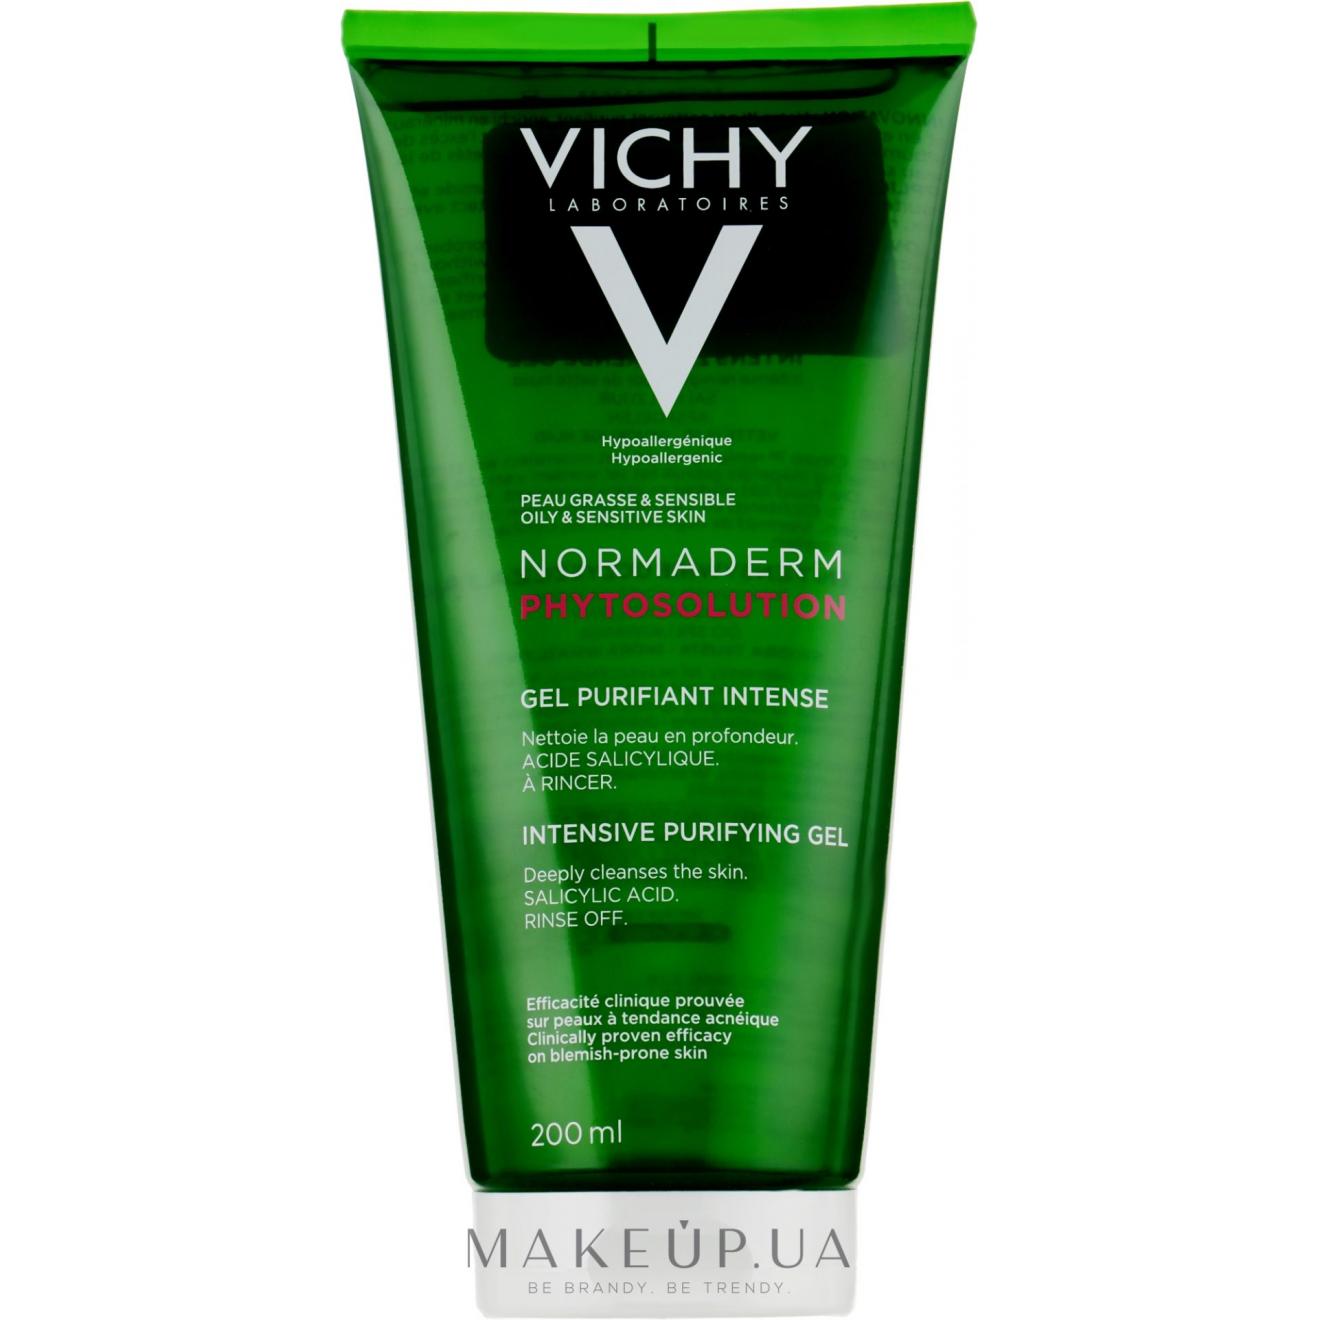 VICHY
LABORATOIRES
V
Hypoallergénique
Hypoallergenic
PEAU GRASSE & SENSIBLE
OILY & SENSITIVE SKIN
NORMADERM
PHYTOSOLUTION
GEL PURIFIANT INTENSE
Nettoie la peau en profondeur.
ACIDE SALICYLIQUE.
À RINCER.
INTENSIVE PURIFYING GEL
Deeply cleanses the skin.
SALICYLIC ACID.
RINSE OFF.
Efficacité clinique prouvée
sur peaux à tendance acnéique
Clinically proven efficacy
on blemish-prone skin
200 ml
MAKEUP.UA
BE BRANDY. BE TRENDY.